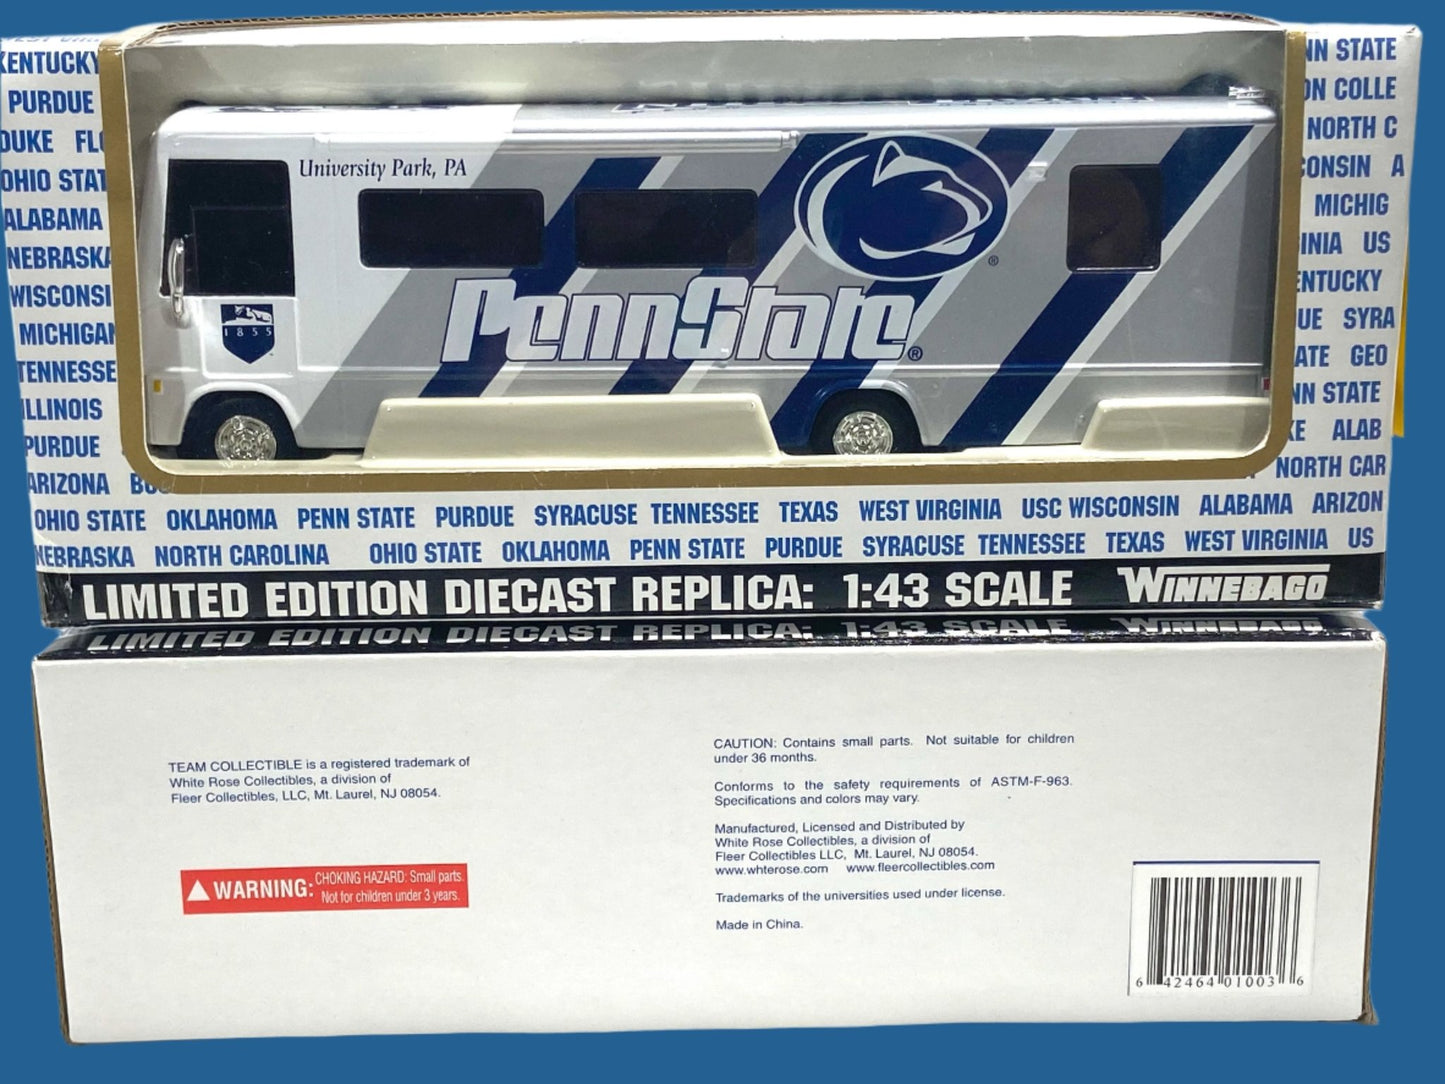 KENTUCKY
PURDUE
DUKE
OHIO STAT
ALABAMA
NEBRASKA
WISCONSI
MICHIGAN
TENNESSE
ILLINOIS
PURDUE
ARIZONA
University Park, PA
1855
PennState®
NN STATE
ON COLLE
NORTH C
CONSIN A
MICHIG
INIA US
ENTUCKY
UE SYRA
ATE GEO
NN STATE
KE ALAB
NORTH CAR
OHIO STATE OKLAHOMA PENN STATE PURDUE SYRACUSE TENNESSEE TEXAS WEST VIRGINIA USC WISCONSIN ALABAMA ARIZON
NEBRASKA NORTH CAROLINA OHIO STATE OKLAHOMA PENN STATE PURDUE SYRACUSE TENNESSEE TEXAS WEST VIRGINIA US
LIMITED EDITION DIECAST REPLICA: 1:43 SCALE WINNEBAGO
LIMITED EDITION DIECAST REPLICA: 1:43 SCALE WINNEBAGO
TEAM COLLECTIBLE is a registered trademark of
White Rose Collectibles, a division of
Fleer Collectibles, LLC, Mt. Laurel, NJ 08054.
WARNING: CHOKING HAZARD: Small parts.
Not for children under 3 years.
CAUTION: Contains small parts. Not suitable for children
under 36 months.
Conforms to the safety requirements of ASTM-F-963.
Specifications and colors may vary.
Manufactured, Licensed and Distributed by
White Rose Collectibles, a division of
Fleer Collectibles LLC, Mt. Laurel, NJ 08054.
www.whterose.com www.fleercollectibles.com
Trademarks of the universities used under license.
Made in China.
6 42464 01003 6